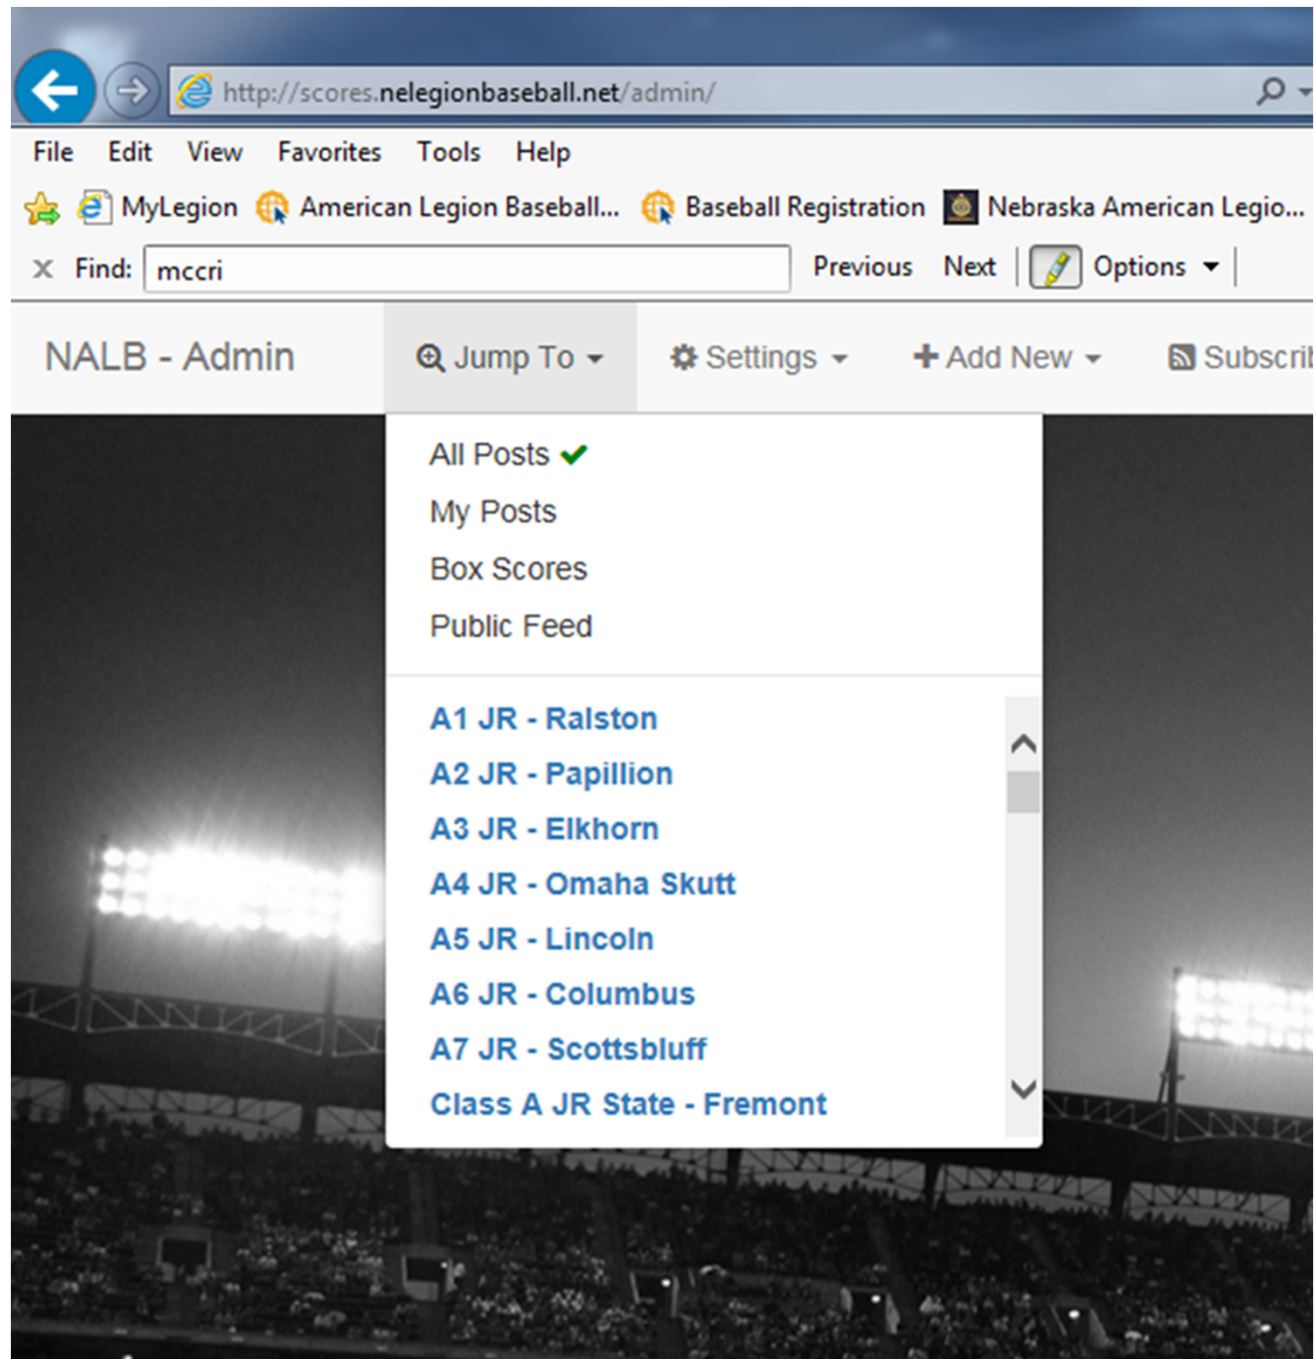 http://scores.nelegionbaseball.net/admin/
File Edit View Favorites Tools Help
MyLegion American Legion Baseball... Baseball Registration Nebraska American Legio...
x Find: mccri Previous Next Options
NALB - Admin Jump To Settings Add New Subscrib
All Posts
My Posts
Box Scores
Public Feed
A1 JR - Ralston
A2 JR - Papillion
A3 JR - Elkhorn
A4 JR - Omaha Skutt
A5 JR - Lincoln
A6 JR - Columbus
A7 JR - Scottsbluff
Class A JR State - Fremont